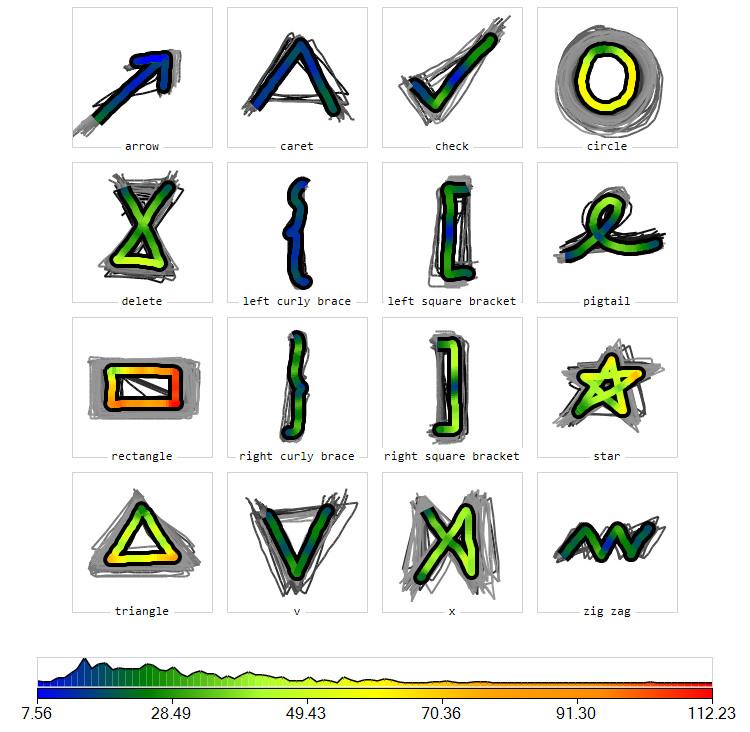 arrow caret check circle
delete left curly brace left square bracket pigtail
rectangle right curly brace right square bracket star
triangle v x zig zag
7.56 28.49 49.43 70.36 91.30 112.23